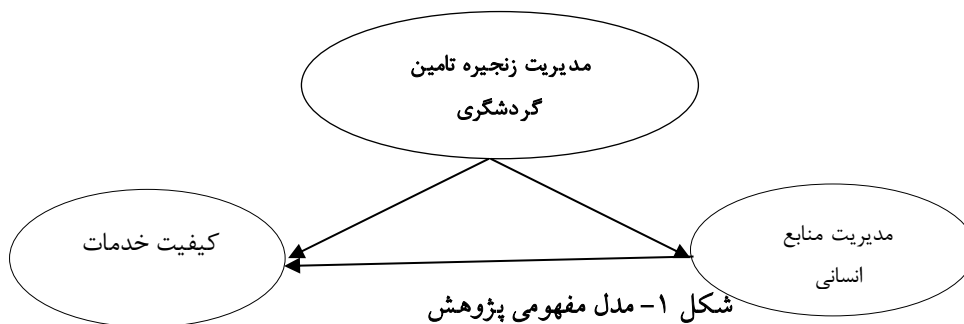 مدیریت زنجیره تامین
گردشگری
مدیریت منابع
انسانی
کیفیت خدمات
شکل ۱- مدل مفهومی پژوهش